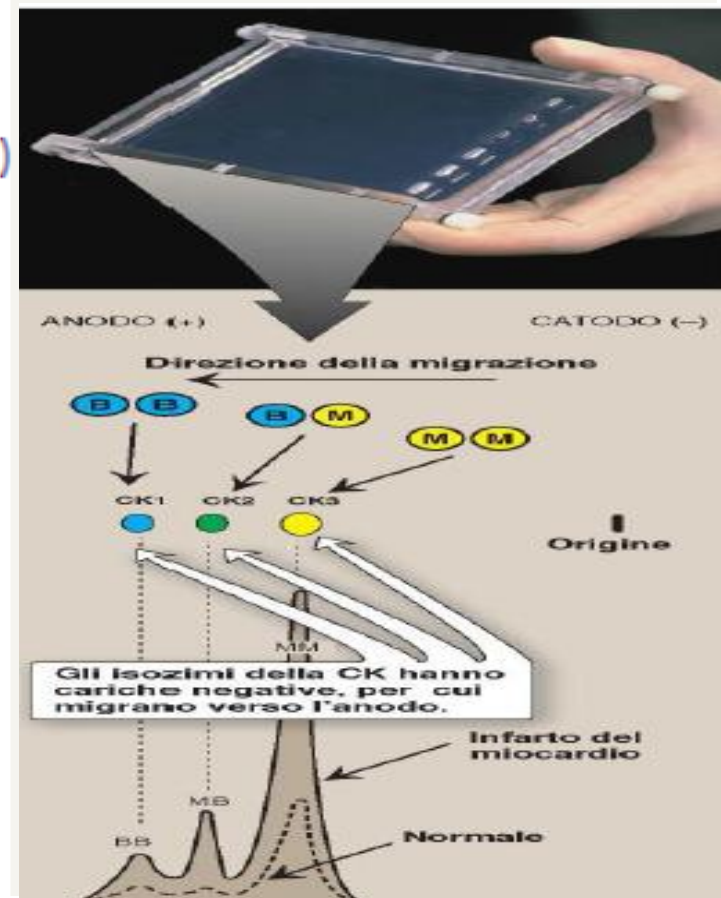 )
ANODO (+) CATODO (−)
Direzione della migrazione
B B B M M M
CK1 CK2 CK3
Origine
MM
Gli isozimi della CK hanno
cariche negative, per cui
migrano verso l'anodo.
Infarto del
miocardio
MB
BB
Normale